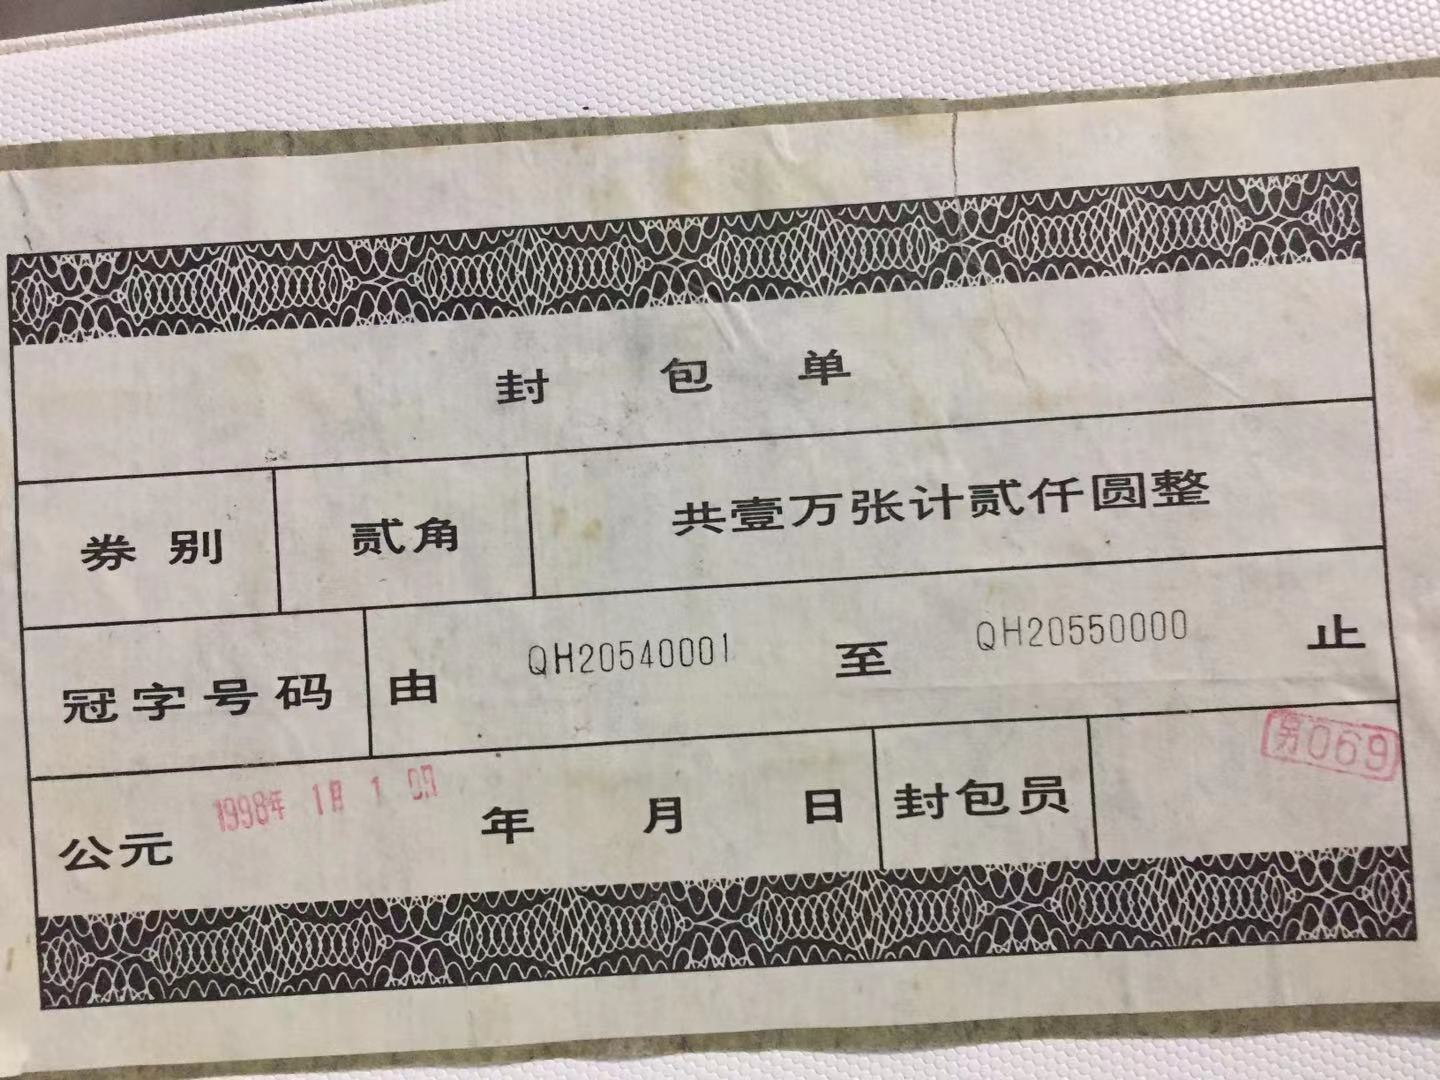 封包单
券别 贰角 共壹万张计贰仟圆整
冠字号码 由 QH20540001 至 QH20550000 止
公元 1998年 1月 1 年 月 日 封包员 069